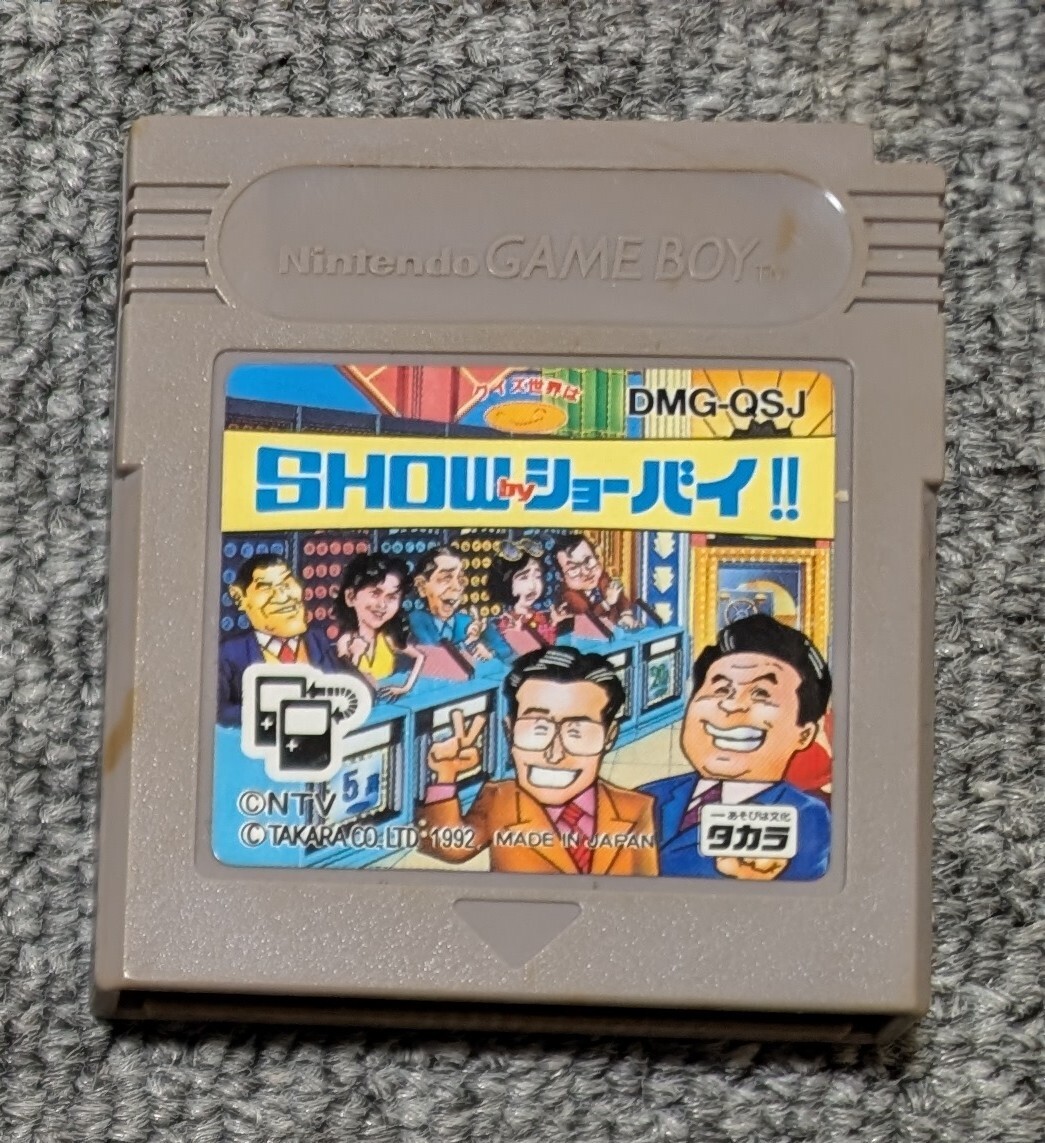 Nintendo GAME BOY TM
クイズ世界は
DMG-QSJ
SHOW by ショーバイ!!
20
5
©NTV
© TAKARA CO., LTD. 1992, MADE IN JAPAN
あそびは文化
タカラ